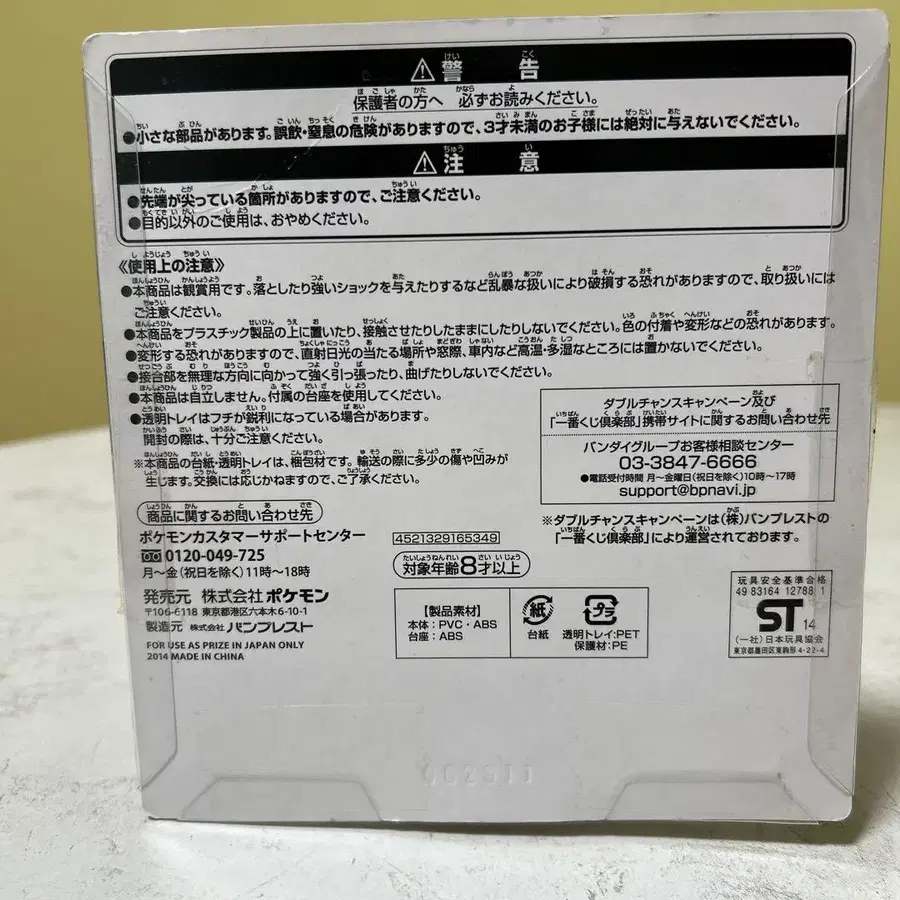 ⚠警告
保護者の方へ 必ずお読みください。
●小さな部品があります。誤飲・窒息の危険がありますので、3才未満のお子様には絶対に与えないでください。
⚠注意
●先端が尖っている箇所がありますので、ご注意ください。
●目的以外のご使用は、おやめください。
《使用上の注意》
●本商品は観賞用です。落としたり強いショックを与えたりするなど乱暴な扱いにより破損する恐れがありますので、取り扱いには
ご注意ください。
●本商品をプラスチック製品の上に置いたり、接触させたりしたままにしたりしないでください。色の付着や変形などの恐れがあります。
●変形する恐れがありますので、直射日光の当たる場所や窓際、車内など高温・多湿なところには置かないでください。
●接合部を無理な方向に向かって強く引っ張ったり、曲げたりしないでください。
●本商品は自立しません。付属の台座を使用してください。
●透明トレイはフチが鋭利になっている場合があります。
開封の際は、十分ご注意ください。
※本商品の台紙・透明トレイは、梱包材です。輸送の際に多少の傷や凹みが
生じます。交換には応じかねますので、ご了承ください。
商品に関するお問い合わせ先
ポケモンカスタマーサポートセンター
0120-049-725
月〜金(祝日を除く)11時〜18時
発売元 株式会社ポケモン
〒106-6118 東京都港区六本木6-10-1
製造元 株式会社バンプレスト
FOR USE AS PRIZE IN JAPAN ONLY
2014 MADE IN CHINA
4521329165349
対象年齢8才以上
【製品素材】
本体:PVC・ABS
台座:ABS
紙
台紙
プラ
透明トレイ:PET
保護材:PE
ダブルチャンスキャンペーン及び
「一番くじ倶楽部」携帯サイトに関するお問い合わせ先
バンダイグループお客様相談センター
03-3847-6666
●電話受付時間 月〜金曜日(祝日を除く)10時〜17時
support@bpnavi.jp
※ダブルチャンスキャンペーンは(株)バンプレストの
「一番くじ倶楽部」により運営されております。
玩具安全基準合格
49 83164 12788 1
ST 14
(一社)日本玩具協会
東京都墨田区東駒形4-22-4